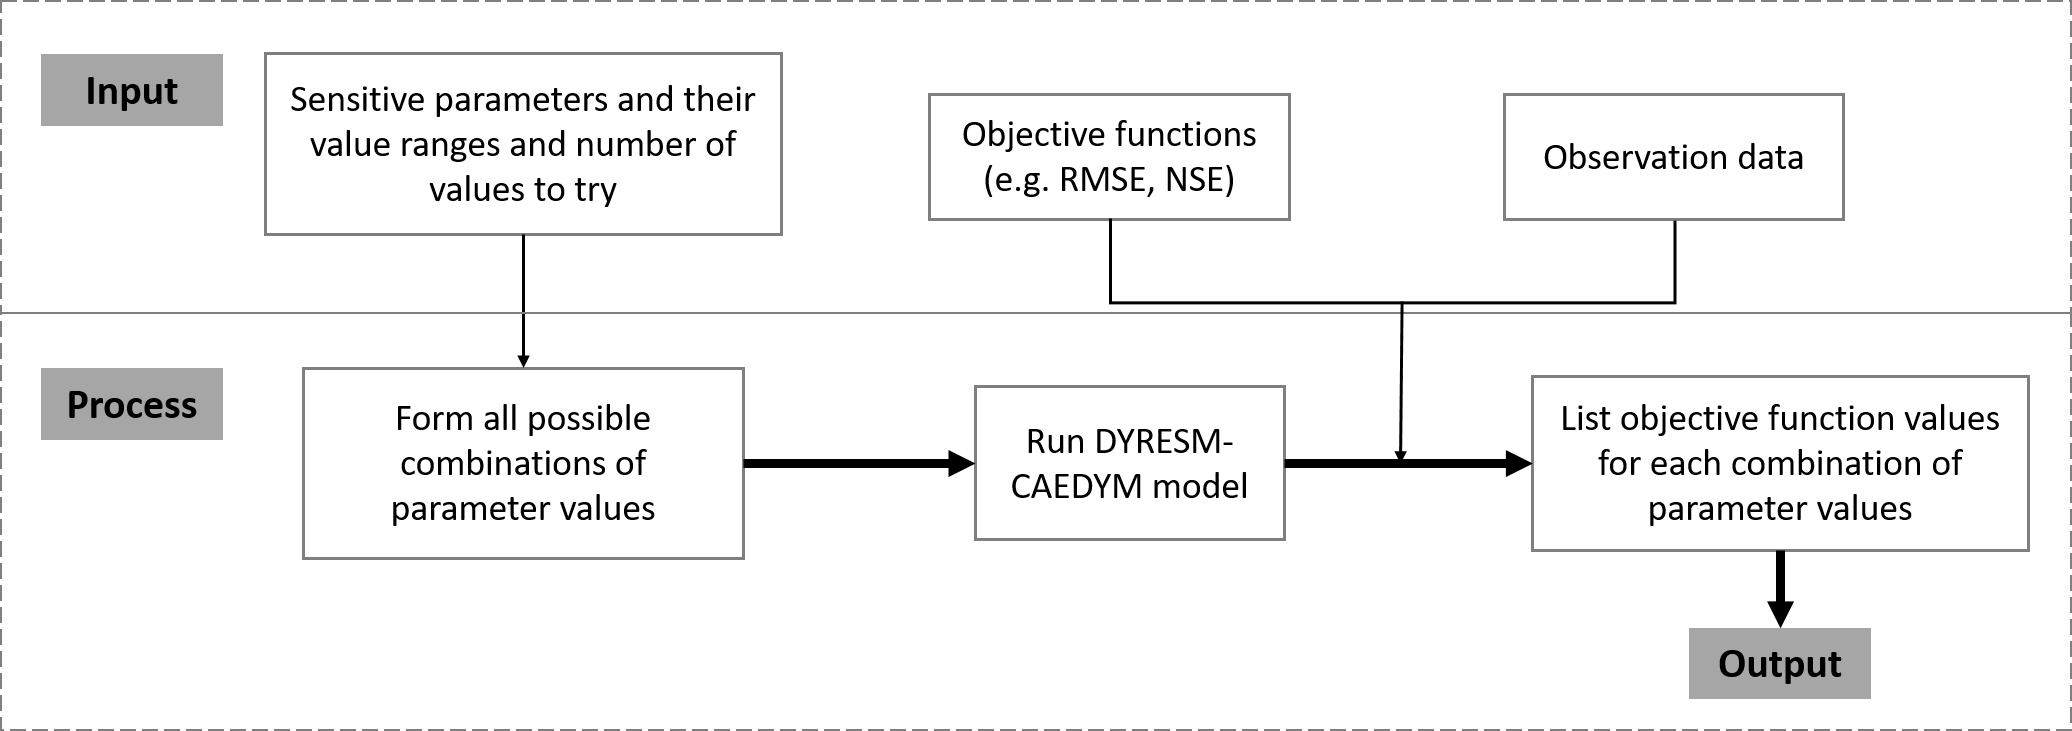 Input
Sensitive parameters and their
value ranges and number of
values to try
Objective functions
(e.g. RMSE, NSE)
Observation data
Process
Form all possible
combinations of
parameter values
Run DYRESM-
CAEDYM model
List objective function values
for each combination of
parameter values
Output